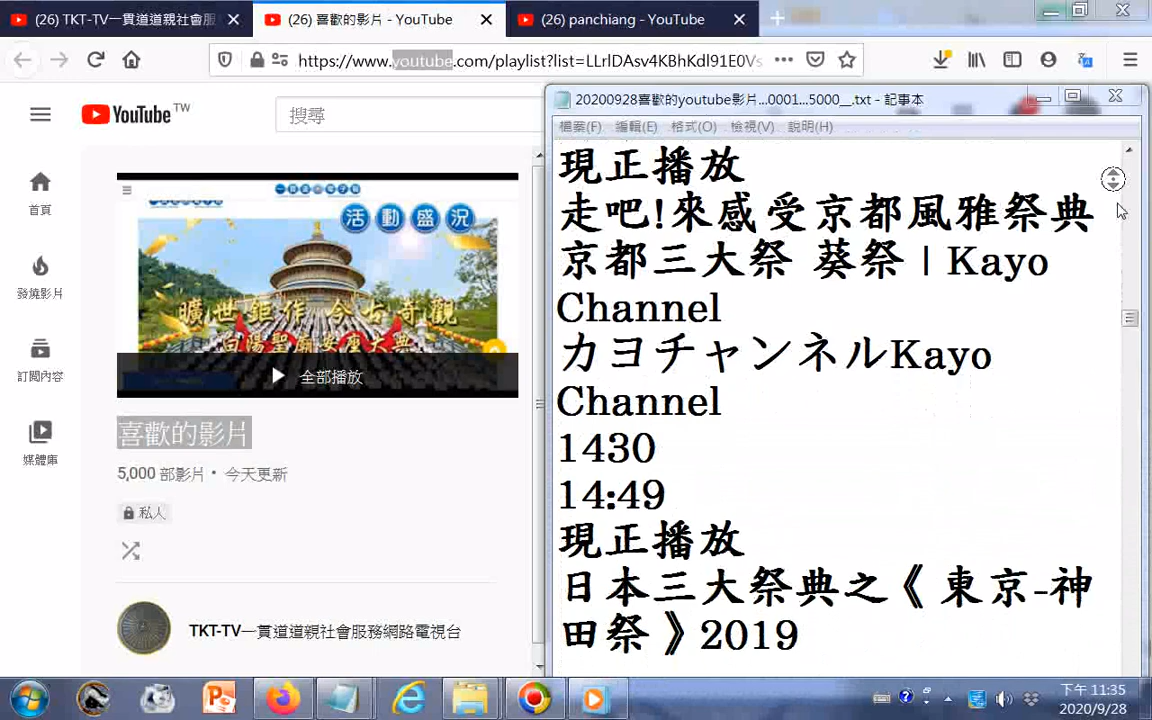 (26) TKT-TV一貫道道親社會服
(26) 喜歡的影片 - YouTube
(26) panchiang - YouTube
https://www.youtube.com/playlist?list=LLrlDAsv4KBhKdl91E0Vs
YouTube TW
搜尋
首頁
發燒影片
訂閱內容
媒體庫
活動盛況
曠世鉅作 今古奇觀
白陽聖廟安座大典
全部播放
喜歡的影片
5,000 部影片・今天更新
私人
TKT-TV一貫道道親社會服務網路電視台
20200928喜歡的youtube影片...0001...5000__.txt - 記事本
檔案(F) 編輯(E) 格式(O) 檢視(V) 說明(H)
現正播放
走吧!來感受京都風雅祭典
京都三大祭 葵祭 | Kayo
Channel
カヨチャンネルKayo
Channel
1430
14:49
現正播放
日本三大祭典之《東京-神
田祭》2019
下午 11:35
2020/9/28